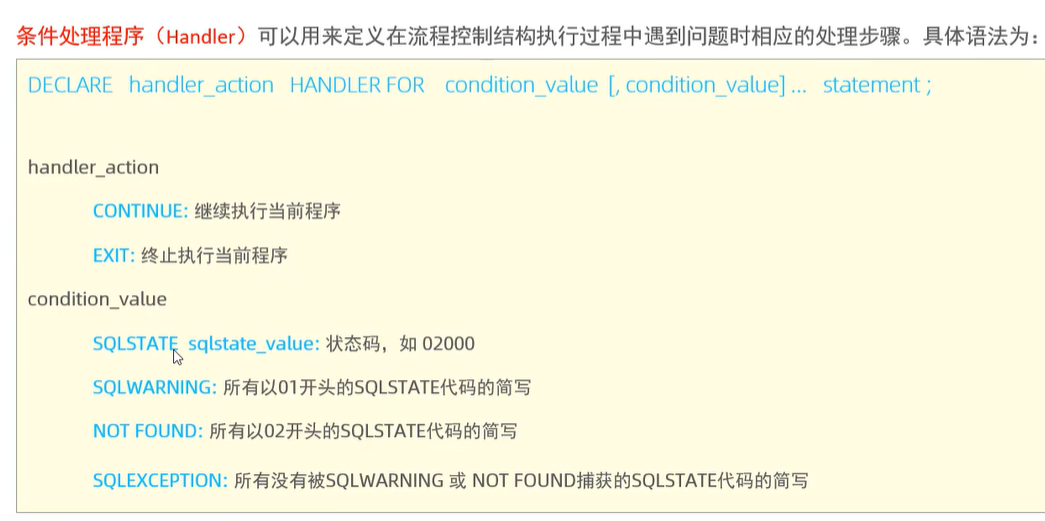 条件处理程序（Handler）可以用来定义在流程控制结构执行过程中遇到问题时相应的处理步骤。具体语法为：
DECLARE handler_action HANDLER FOR condition_value [, condition_value] ... statement ;
handler_action
CONTINUE: 继续执行当前程序
EXIT: 终止执行当前程序
condition_value
SQLSTATE sqlstate_value: 状态码，如 02000
SQLWARNING: 所有以01开头的SQLSTATE代码的简写
NOT FOUND: 所有以02开头的SQLSTATE代码的简写
SQLEXCEPTION: 所有没有被SQLWARNING 或 NOT FOUND捕获的SQLSTATE代码的简写